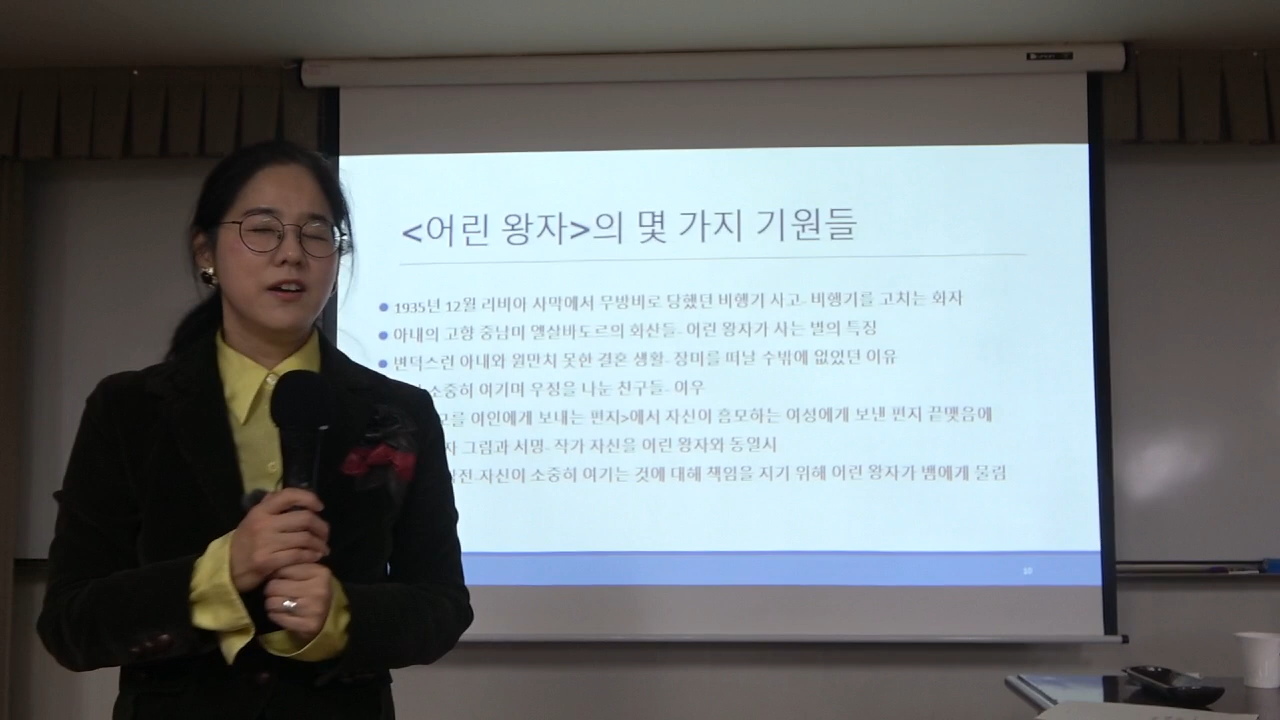 <어린 왕자>의 몇 가지 기원들
1935년 12월 리비아 사막에서 무방비로 당했던 비행기 사고- 비행기를 고치는 화자
아내의 고향 중남미 엘살바도르의 화산들- 어린 왕자가 사는 별의 특징
변덕스런 아내와 원만치 못한 결혼 생활- 장미를 떠날 수밖에 없었던 이유
소중히 여기며 우정을 나눈 친구들- 여우
여인에게 보내는 편지>에서 자신이 흠모하는 여성에게 보낸 편지 끝맺음에
그림과 서명- 작가 자신을 어린 왕자와 동일시
자신이 소중히 여기는 것에 대해 책임을 지기 위해 어린 왕자가 뱀에게 물림